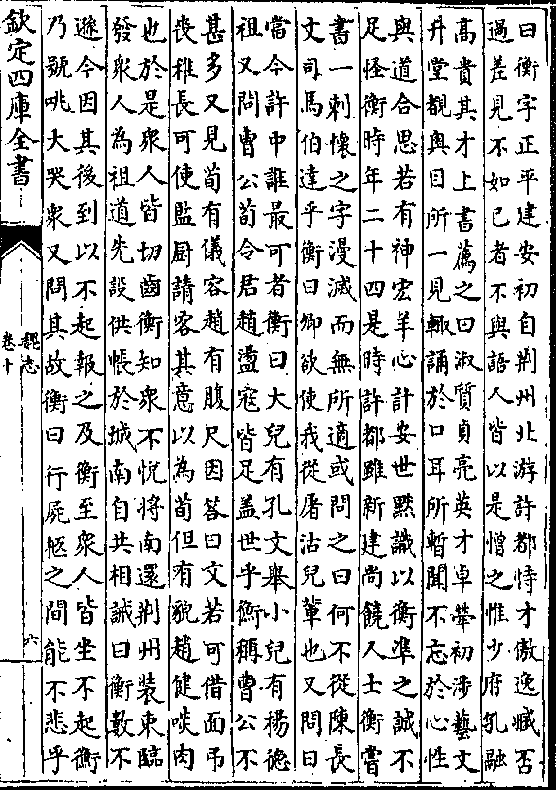 曰衡字正平建安初自荆州北游許都恃才傲逸臧否
過差見不如已者不與語人皆以是憎之惟少府孔融
高貴其才上書薦之曰淑質貞亮英才卓犖初涉藝文
升堂覩奥目所一見輙誦於口耳所暫聞不忘於心性
與道合思若有神宏羊心計安世黙識以衡凖之誠不
足怪衡時年二十四是時許都雖新建尚饒人士衡嘗
書一刺懷之字漫滅而無所適或問之曰何不從陳長
文司馬伯達乎衡曰卿欲使我從屠沽兒輩也又問曰
當今許中誰最可者衡曰大兒有孔文舉小兒有楊德
祖又問曹公荀令居趙盪寇皆足蓋世乎衡稱曹公不
甚多又見荀有儀容趙有腹尺因答曰文若可借面弔
喪稚長可使監厨請客其意以為荀但有貌趙健啖肉
也於是衆人皆切齒衡知衆不悅將南還荆州装束臨
發衆人為祖道先設供帳於城南自共相誡曰衡數不
遜今因其後到以不起報之及衡至衆人皆坐不起衡
乃號咷大哭衆又問其故衡曰行屍柩之間能不悲乎
欽定四庫全書
魏志
卷十
六